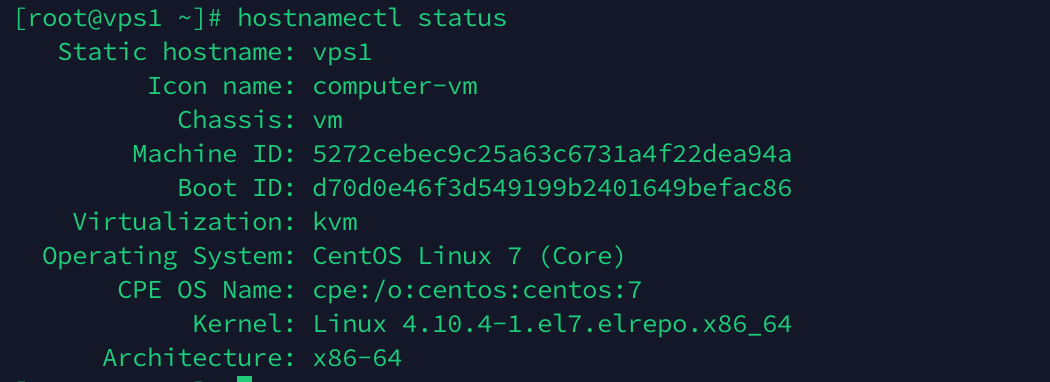 [root@vps1 ~]# hostnamectl status
Static hostname: vps1
Icon name: computer-vm
Chassis: vm
Machine ID: 5272cebec9c25a63c6731a4f22dea94a
Boot ID: d70d0e46f3d549199b2401649befac86
Virtualization: kvm
Operating System: CentOS Linux 7 (Core)
CPE OS Name: cpe:/o:centos:centos:7
Kernel: Linux 4.10.4-1.el7.elrepo.x86_64
Architecture: x86-64